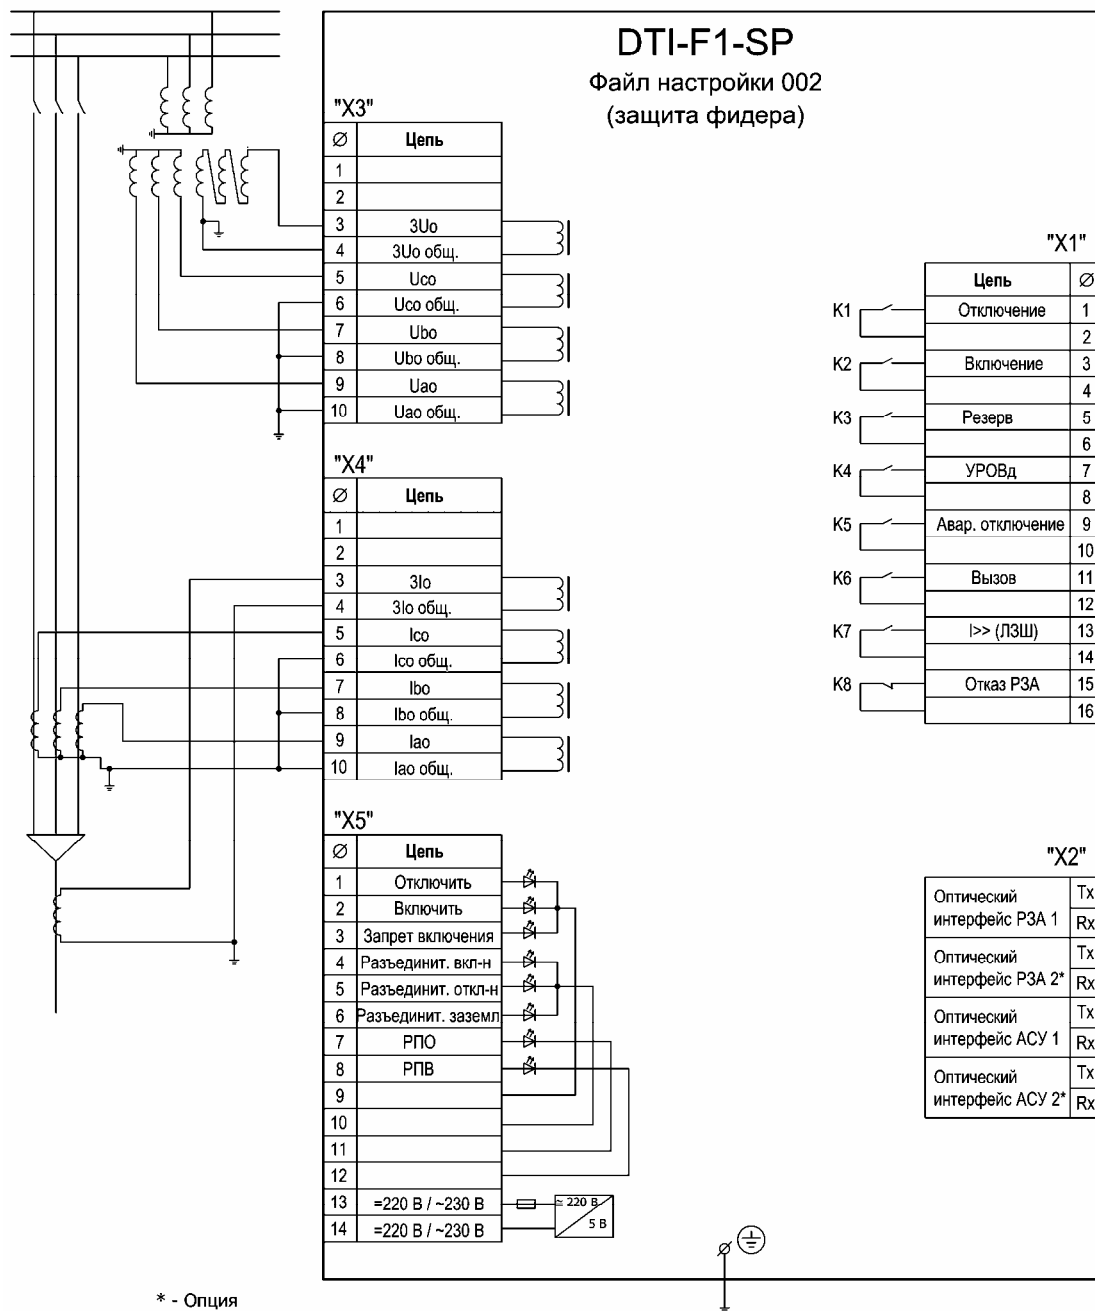 DTI-F1-SP
Файл настройки 002
(защита фидера)
"X3"
∅ Цепь
1
2
3 3Uo
4 3Uo общ.
5 Uco
6 Uco общ.
7 Ubo
8 Ubo общ.
9 Uao
10 Uao общ.
"X4"
∅ Цепь
1
2
3 3Io
4 3Io общ.
5 Ico
6 Ico общ.
7 Ibo
8 Ibo общ.
9 Iao
10 Iao общ.
"X5"
∅ Цепь
1 Отключить
2 Включить
3 Запрет включения
4 Разъединит. вкл-н
5 Разъединит. откл-н
6 Разъединит. заземл
7 РПО
8 РПВ
9
10
11
12
13 =220 В / ~230 В
14 =220 В / ~230 В
≃ 220 В
5 В
"X1"
Цепь ∅
K1 Отключение 1
2
K2 Включение 3
4
K3 Резерв 5
6
K4 УРОВд 7
8
K5 Авар. отключение 9
10
K6 Вызов 11
12
K7 I>> (ЛЗШ) 13
14
K8 Отказ РЗА 15
16
"X2"
Оптический Tx
интерфейс РЗА 1 Rx
Оптический Tx
интерфейс РЗА 2* Rx
Оптический Tx
интерфейс АСУ 1 Rx
Оптический Tx
интерфейс АСУ 2* Rx
* - Опция